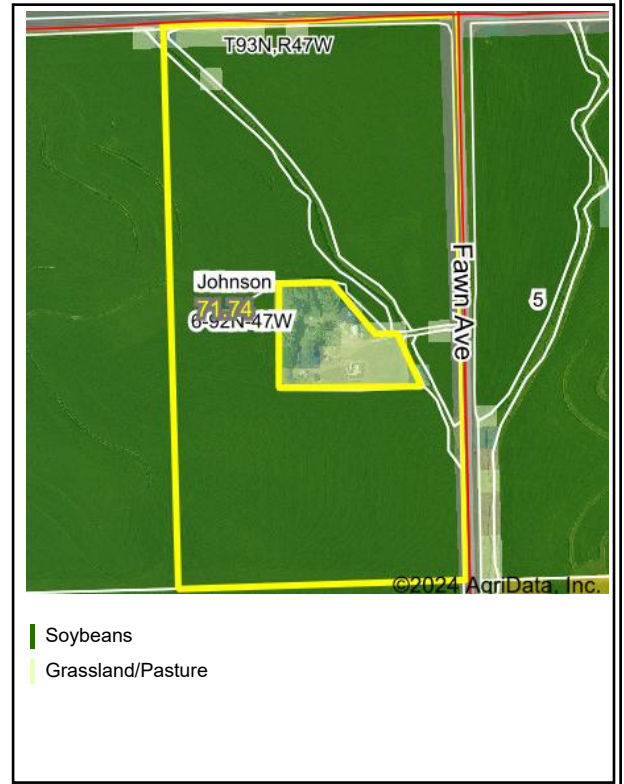 T93N,R47W
Johnson
71.74
6-92N-47W
Fawn Ave
5
©2024 AgriData, Inc.
Soybeans
Grassland/Pasture